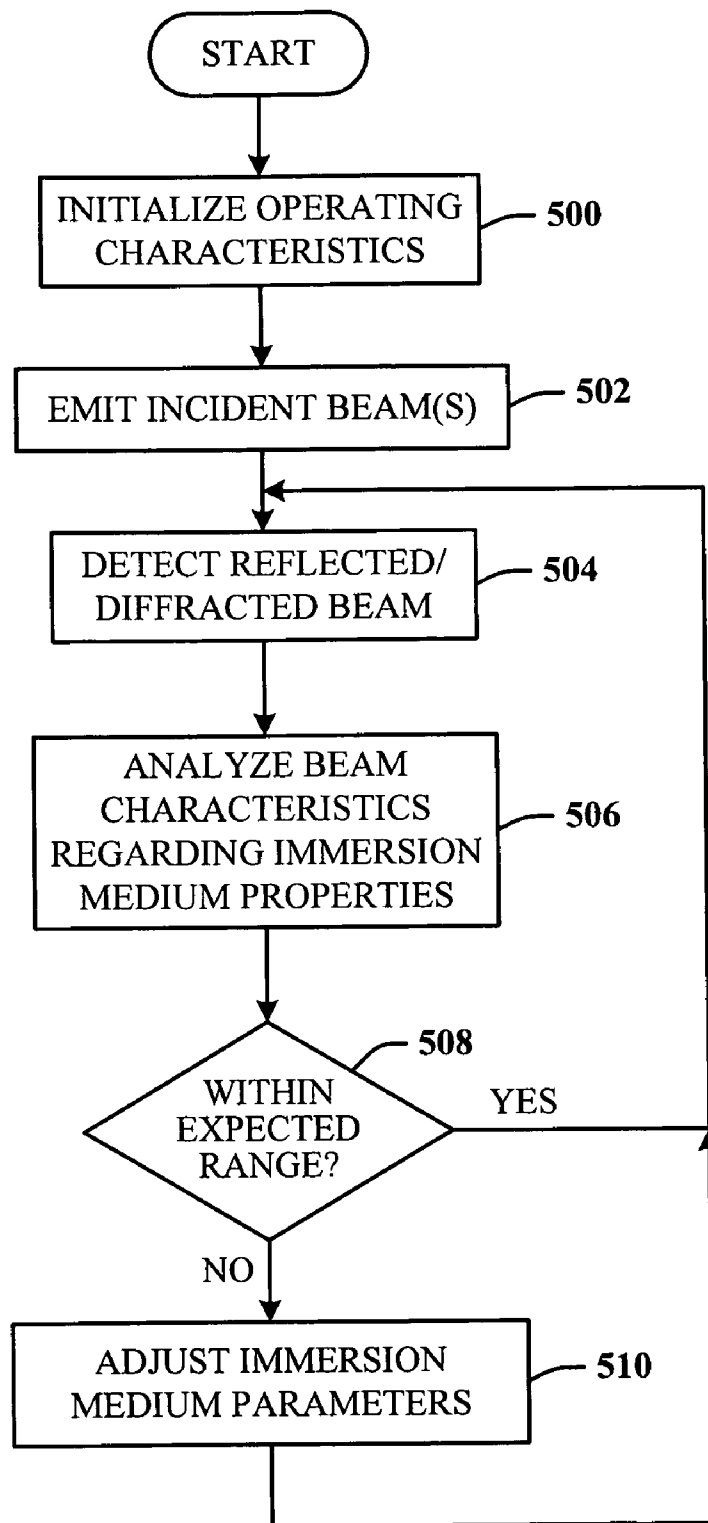 START
INITIALIZE OPERATING
CHARACTERISTICS
500
EMIT INCIDENT BEAM(S)
502
DETECT REFLECTED/
DIFFRACTED BEAM
504
ANALYZE BEAM
CHARACTERISTICS
REGARDING IMMERSION
MEDIUM PROPERTIES
506
508
WITHIN
EXPECTED
RANGE?
YES
NO
ADJUST IMMERSION
MEDIUM PARAMETERS
510